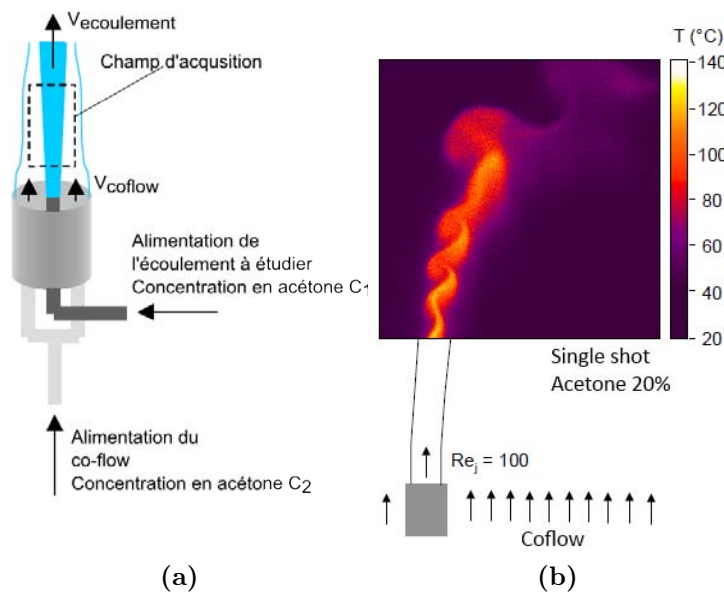 Vecoulement
Champ d'acqusition
Vcoflow
Alimentation de
l'écoulement à étudier
Concentration en acétone C1
Alimentation du
co-flow
Concentration en acétone C2
(a)
T (°C)
140
120
100
80
60
40
20
Single shot
Acetone 20%
Rej = 100
Coflow
(b)